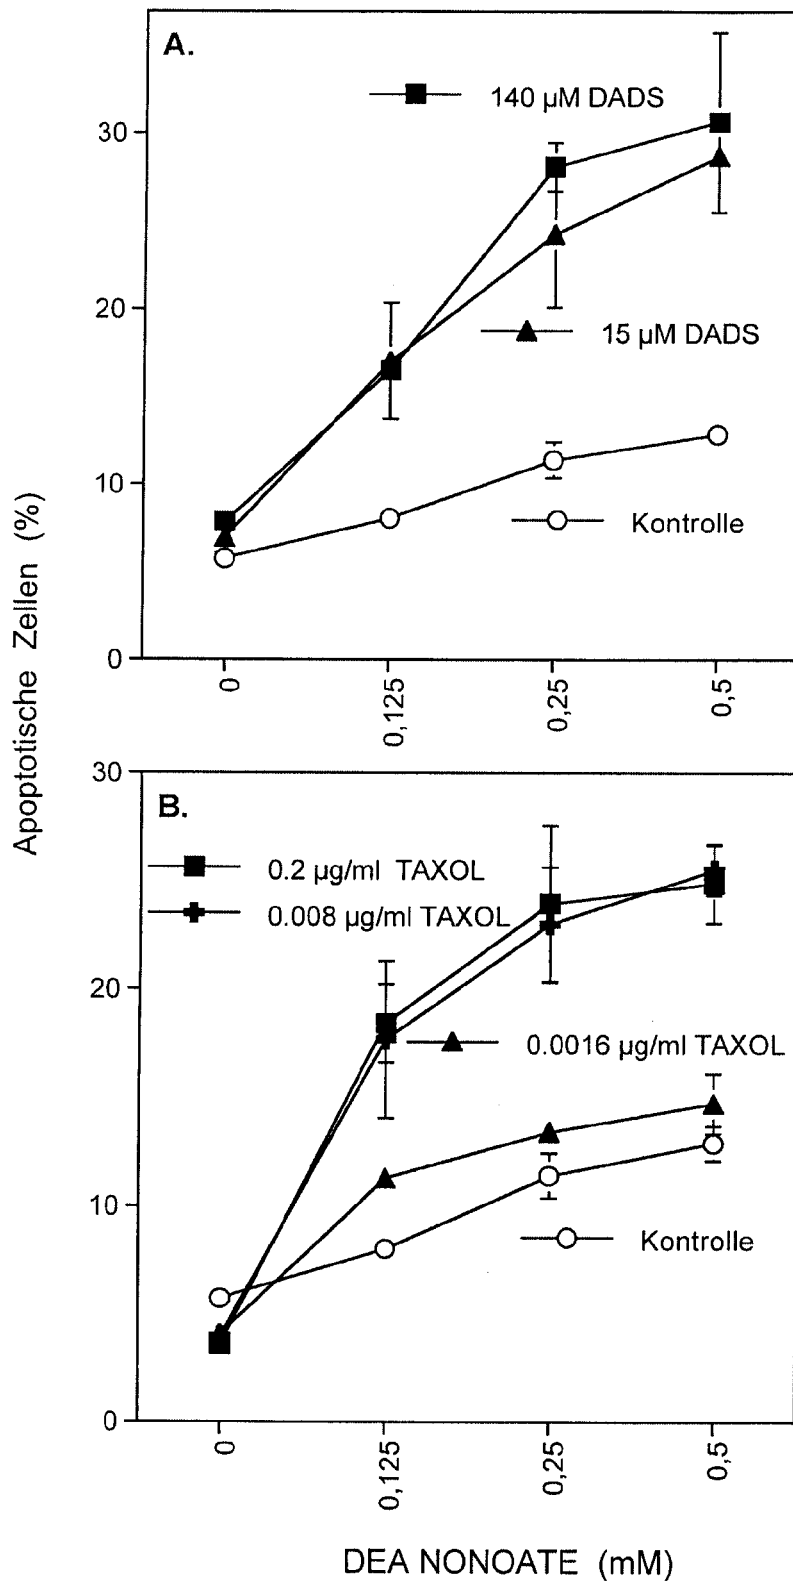 A.
140 µM DADS
30
20
15 µM DADS
10
Kontrolle
0
0
0,125
0,25
0,5
Apoptotische Zellen (%)
30
B.
0.2 µg/ml TAXOL
0.008 µg/ml TAXOL
20
0.0016 µg/ml TAXOL
10
Kontrolle
0
0
0,125
0,25
0,5
DEA NONOATE (mM)